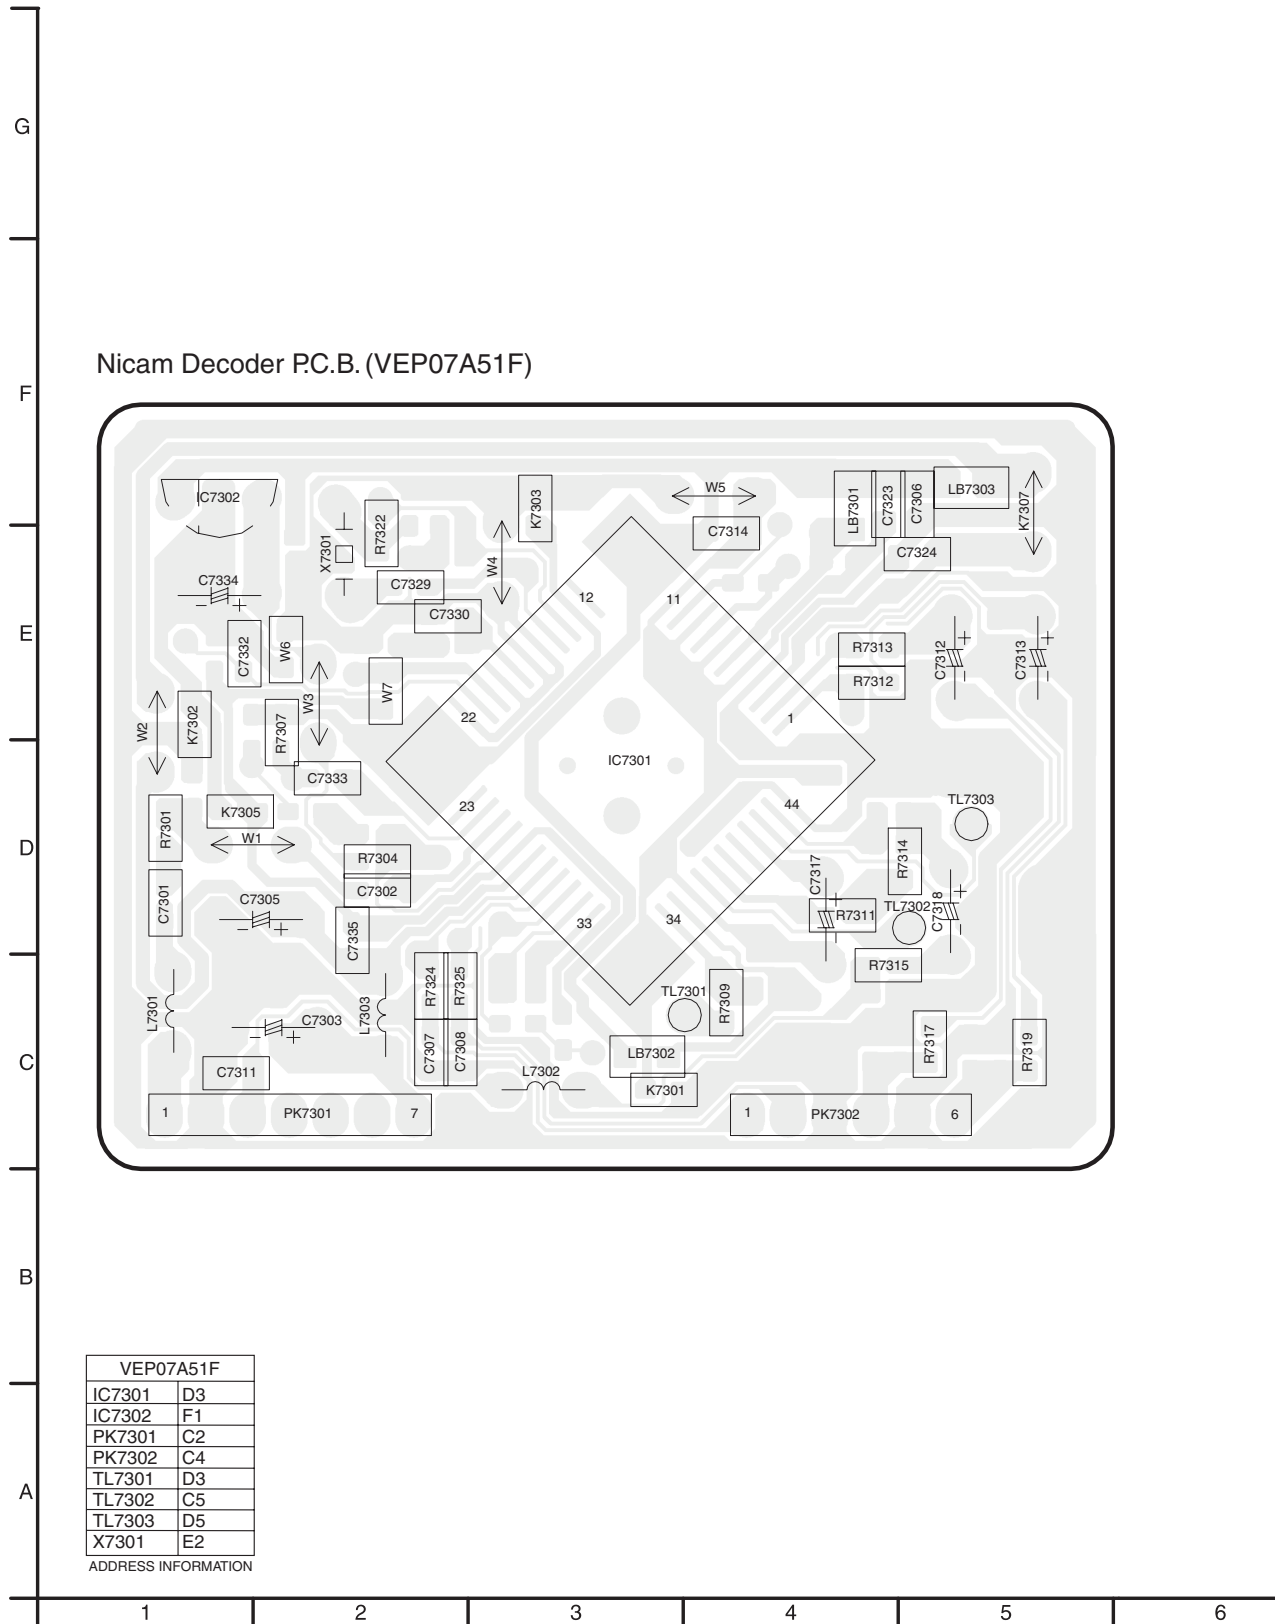 G
F
E
D
C
B
A
Nicam Decoder P.C.B. (VEP07A51F)
IC7302
K7303
W5
LB7301
C7323
C7306
LB7303
K7307
R7322
X7301
C7314
C7324
W4
C7334
C7329
C7330
12
11
C7332
W6
R7313
R7312
C7312
+
-
C7313
+
-
W7
W3
W2
K7302
R7307
22
1
IC7301
C7333
23
44
TL7303
R7301
K7305
W1
R7304
C7302
R7314
C7317
C7301
C7305
- +
C7335
33
34
R7311
TL7302
C7318
+
-
R7315
L7301
C7303
- +
L7303
R7324
R7325
TL7301
R7309
C7307
C7308
LB7302
R7317
R7319
C7311
L7302
K7301
1 PK7301 7
1 PK7302 6
VEP07A51F
IC7301 D3
IC7302 F1
PK7301 C2
PK7302 C4
TL7301 D3
TL7302 C5
TL7303 D5
X7301 E2
ADDRESS INFORMATION
1 2 3 4 5 6